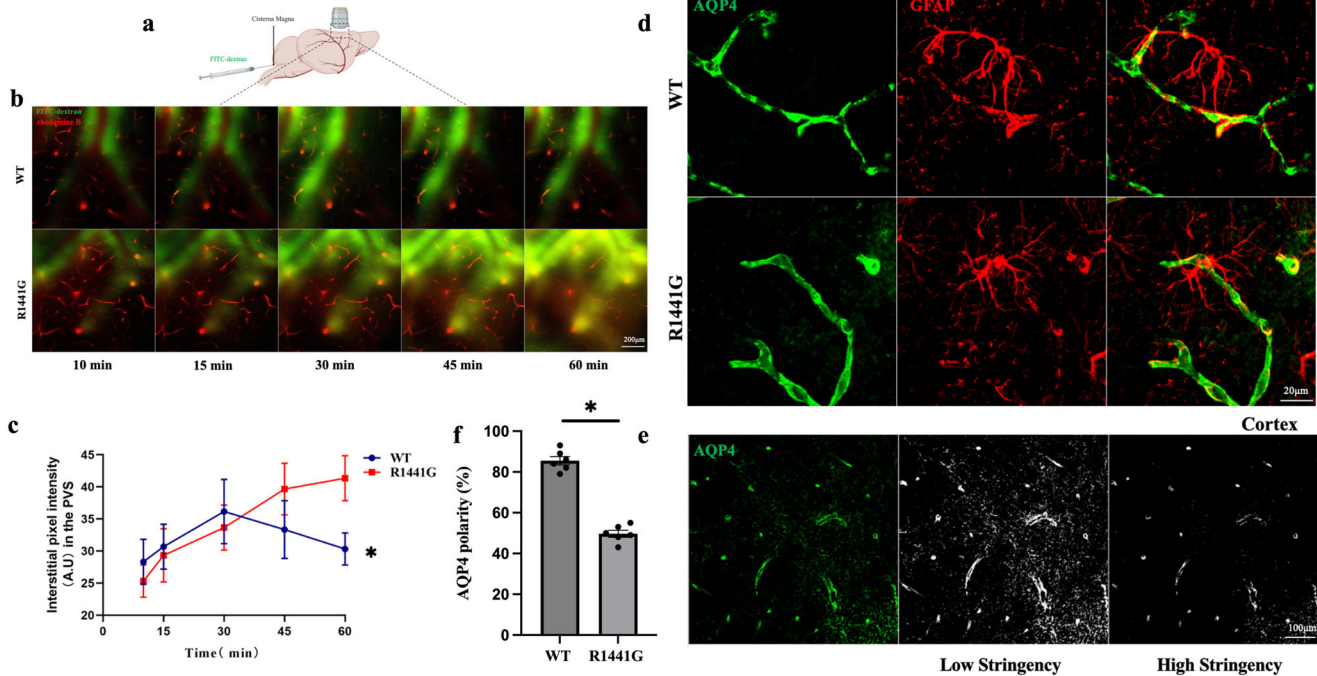 a
Cisterna Magna
FITC-dextran
b
FITC-dextran
rhodamine B
WT
R1441G
200μm
10 min
15 min
30 min
45 min
60 min
c
Interstitial pixel intensity
(A.U) in the PVS
45
40
35
30
25
20
0
15
30
45
60
Time( min)
WT
R1441G
*
f
*
AQP4 polarity (%)
100
80
60
40
20
0
WT
R1441G
d
AQP4
GFAP
WT
R1441G
20μm
Cortex
e
AQP4
100μm
Low Stringency
High Stringency